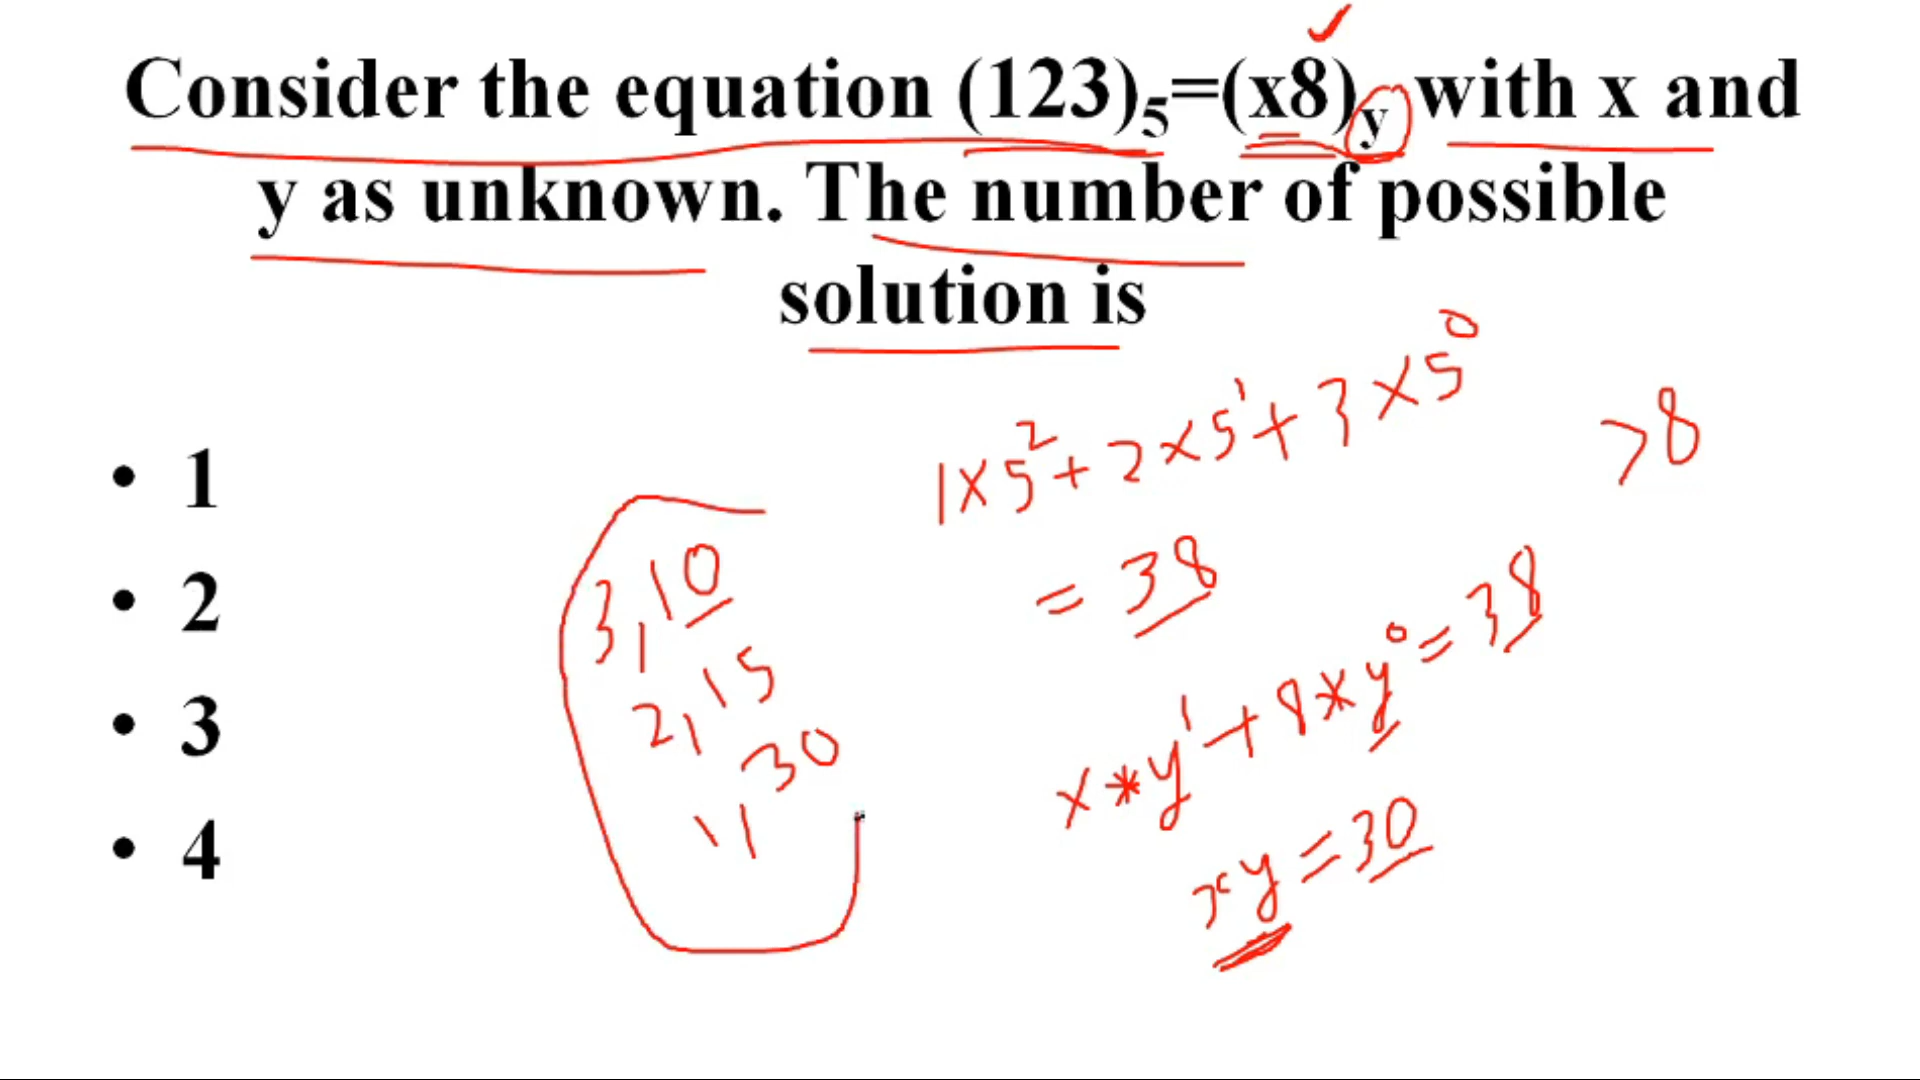 Consider the equation (123)₅=(x8)y with x and
y as unknown. The number of possible
solution is
• 1
• 2
• 3
• 4
1×5²+2×5¹+3×5⁰
>8
= 38
x*y¹+8*y⁰=38
xy=30
3,10
2,15
1,30